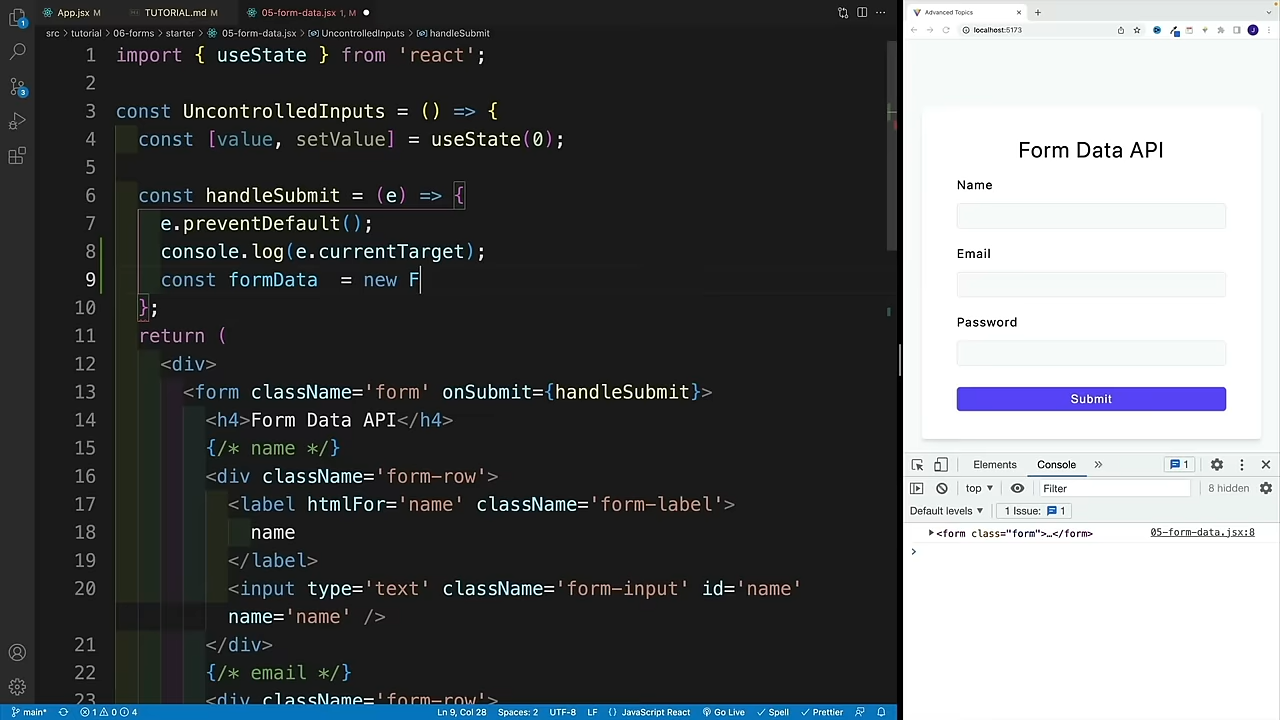 App.jsx M
TUTORIAL.md M
05-form-data.jsx 1, M
src › tutorial › 06-forms › starter › 05-form-data.jsx › UncontrolledInputs › handleSubmit
1 import { useState } from 'react';
2
3 const UncontrolledInputs = () => {
4 const [value, setValue] = useState(0);
5
6 const handleSubmit = (e) => {
7 e.preventDefault();
8 console.log(e.currentTarget);
9 const formData  = new F
10 };
11 return (
12 <div>
13 <form className='form' onSubmit={handleSubmit}>
14 <h4>Form Data API</h4>
15 {/* name */}
16 <div className='form-row'>
17 <label htmlFor='name' className='form-label'>
18 name
19 </label>
20 <input type='text' className='form-input' id='name'
name='name' />
21 </div>
22 {/* email */}
23 <div className='form-row'>
1
3
main*
1 0 4
Ln 9, Col 28
Spaces: 2
UTF-8
LF
{ } JavaScript React
Go Live
Spell
Prettier
Advanced Topics
localhost:5173
J
Form Data API
Name
Email
Password
Submit
Elements
Console
»
1
top
Filter
8 hidden
Default levels
1 Issue: 1
<form class="form">…</form>
05-form-data.jsx:8
>